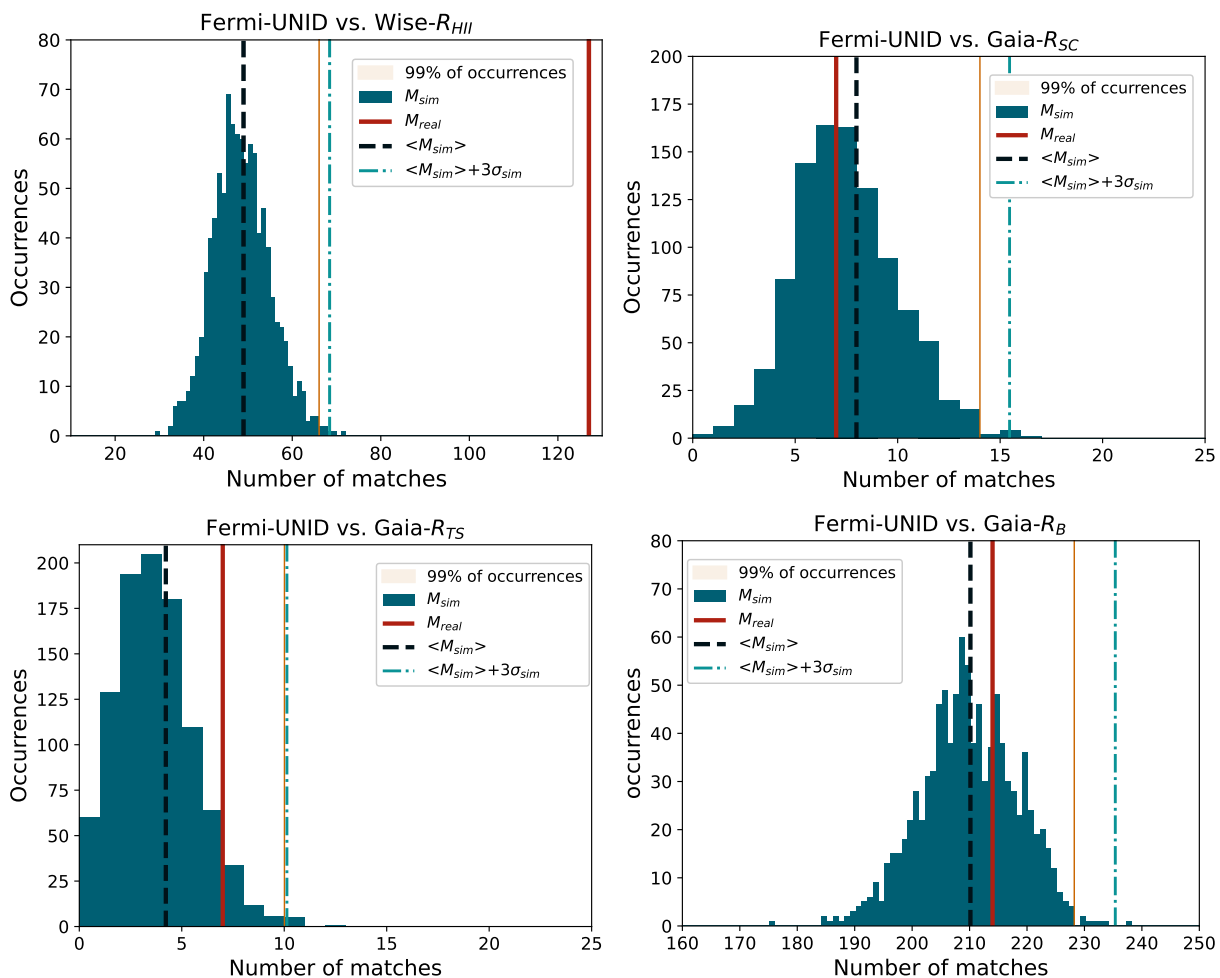 Fermi-UNID vs. Wise-R_HII
80
70
60
50
40
30
20
10
0
Occurrences
99% of occurrences
M_sim
M_real
<M_sim>
<M_sim>+3σ_sim
20 40 60 80 100 120
Number of matches
Fermi-UNID vs. Gaia-R_SC
200
175
150
125
100
75
50
25
0
Occurrences
99% of ccurrences
M_sim
M_real
<M_sim>
<M_sim>+3σ_sim
0 5 10 15 20 25
Number of matches
Fermi-UNID vs. Gaia-R_TS
200
175
150
125
100
75
50
25
0
Occurrences
99% of occurrences
M_sim
M_real
<M_sim>
<M_sim>+3σ_sim
0 5 10 15 20 25
Number of matches
Fermi-UNID vs. Gaia-R_B
80
70
60
50
40
30
20
10
0
occurrences
99% of occurrences
M_sim
M_real
<M_sim>
<M_sim>+3σ_sim
160 170 180 190 200 210 220 230 240 250
Number of matches